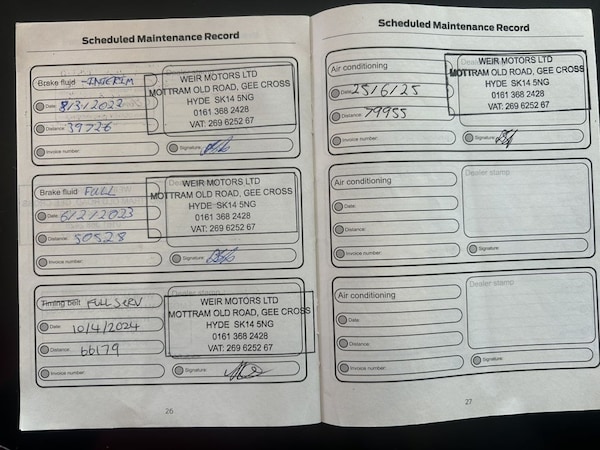 Scheduled Maintenance Record
Brake fluid -INTERIM
Date: 8/3/2022
Distance: 39726
Invoice number:
WEIR MOTORS LTD
MOTTRAM OLD ROAD, GEE CROSS
HYDE SK14 5NG
0161 368 2428
VAT: 269 6252 67
Signature
Brake fluid FULL
Date: 6/2/2023
Distance: 50528
Invoice number:
WEIR MOTORS LTD
MOTTRAM OLD ROAD, GEE CROSS
HYDE SK14 5NG
0161 368 2428
VAT: 269 6252 67
Signature
Timing belt FULL SERV
Date: 10/4/2024
Distance: 66179
Invoice number:
Dealer stamp
WEIR MOTORS LTD
MOTTRAM OLD ROAD, GEE CROSS
HYDE SK14 5NG
0161 368 2428
VAT: 269 6252 67
Signature
26
Scheduled Maintenance Record
Air conditioning
Date: 25/6/25
Distance: 79955
Invoice number:
WEIR MOTORS LTD
MOTTRAM OLD ROAD, GEE CROSS
HYDE SK14 5NG
0161 368 2428
VAT: 269 6252 67
Signature
Air conditioning
Date:
Distance:
Invoice number:
Dealer stamp
Signature
Air conditioning
Date:
Distance:
Invoice number:
Dealer stamp
Signature
27